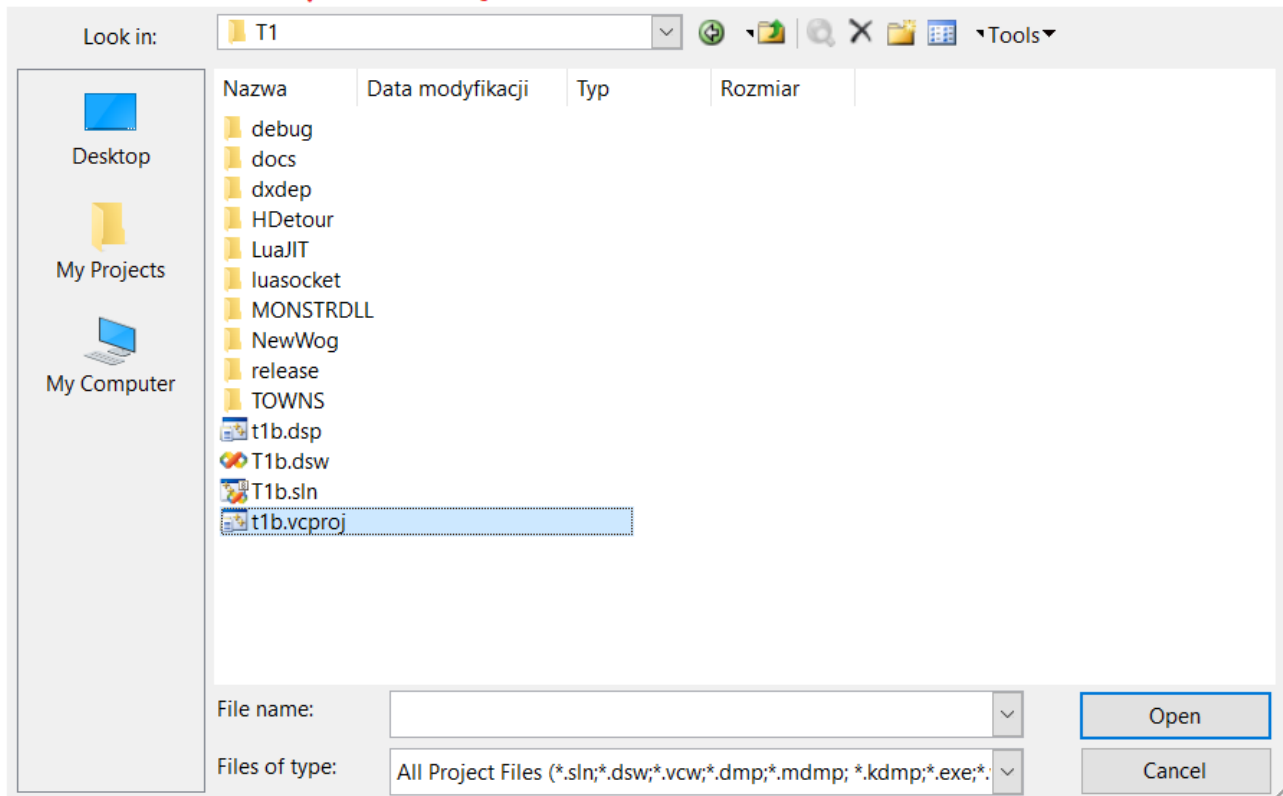 Look in:
T1
Tools
Nazwa Data modyfikacji Typ Rozmiar
Desktop
My Projects
My Computer
debug
docs
dxdep
HDetour
LuaJIT
luasocket
MONSTRDLL
NewWog
release
TOWNS
t1b.dsp
T1b.dsw
T1b.sln
t1b.vcproj
File name:
Open
Files of type:
All Project Files (*.sln;*.dsw;*.vcw;*.dmp;*.mdmp; *.kdmp;*.exe;*.
Cancel